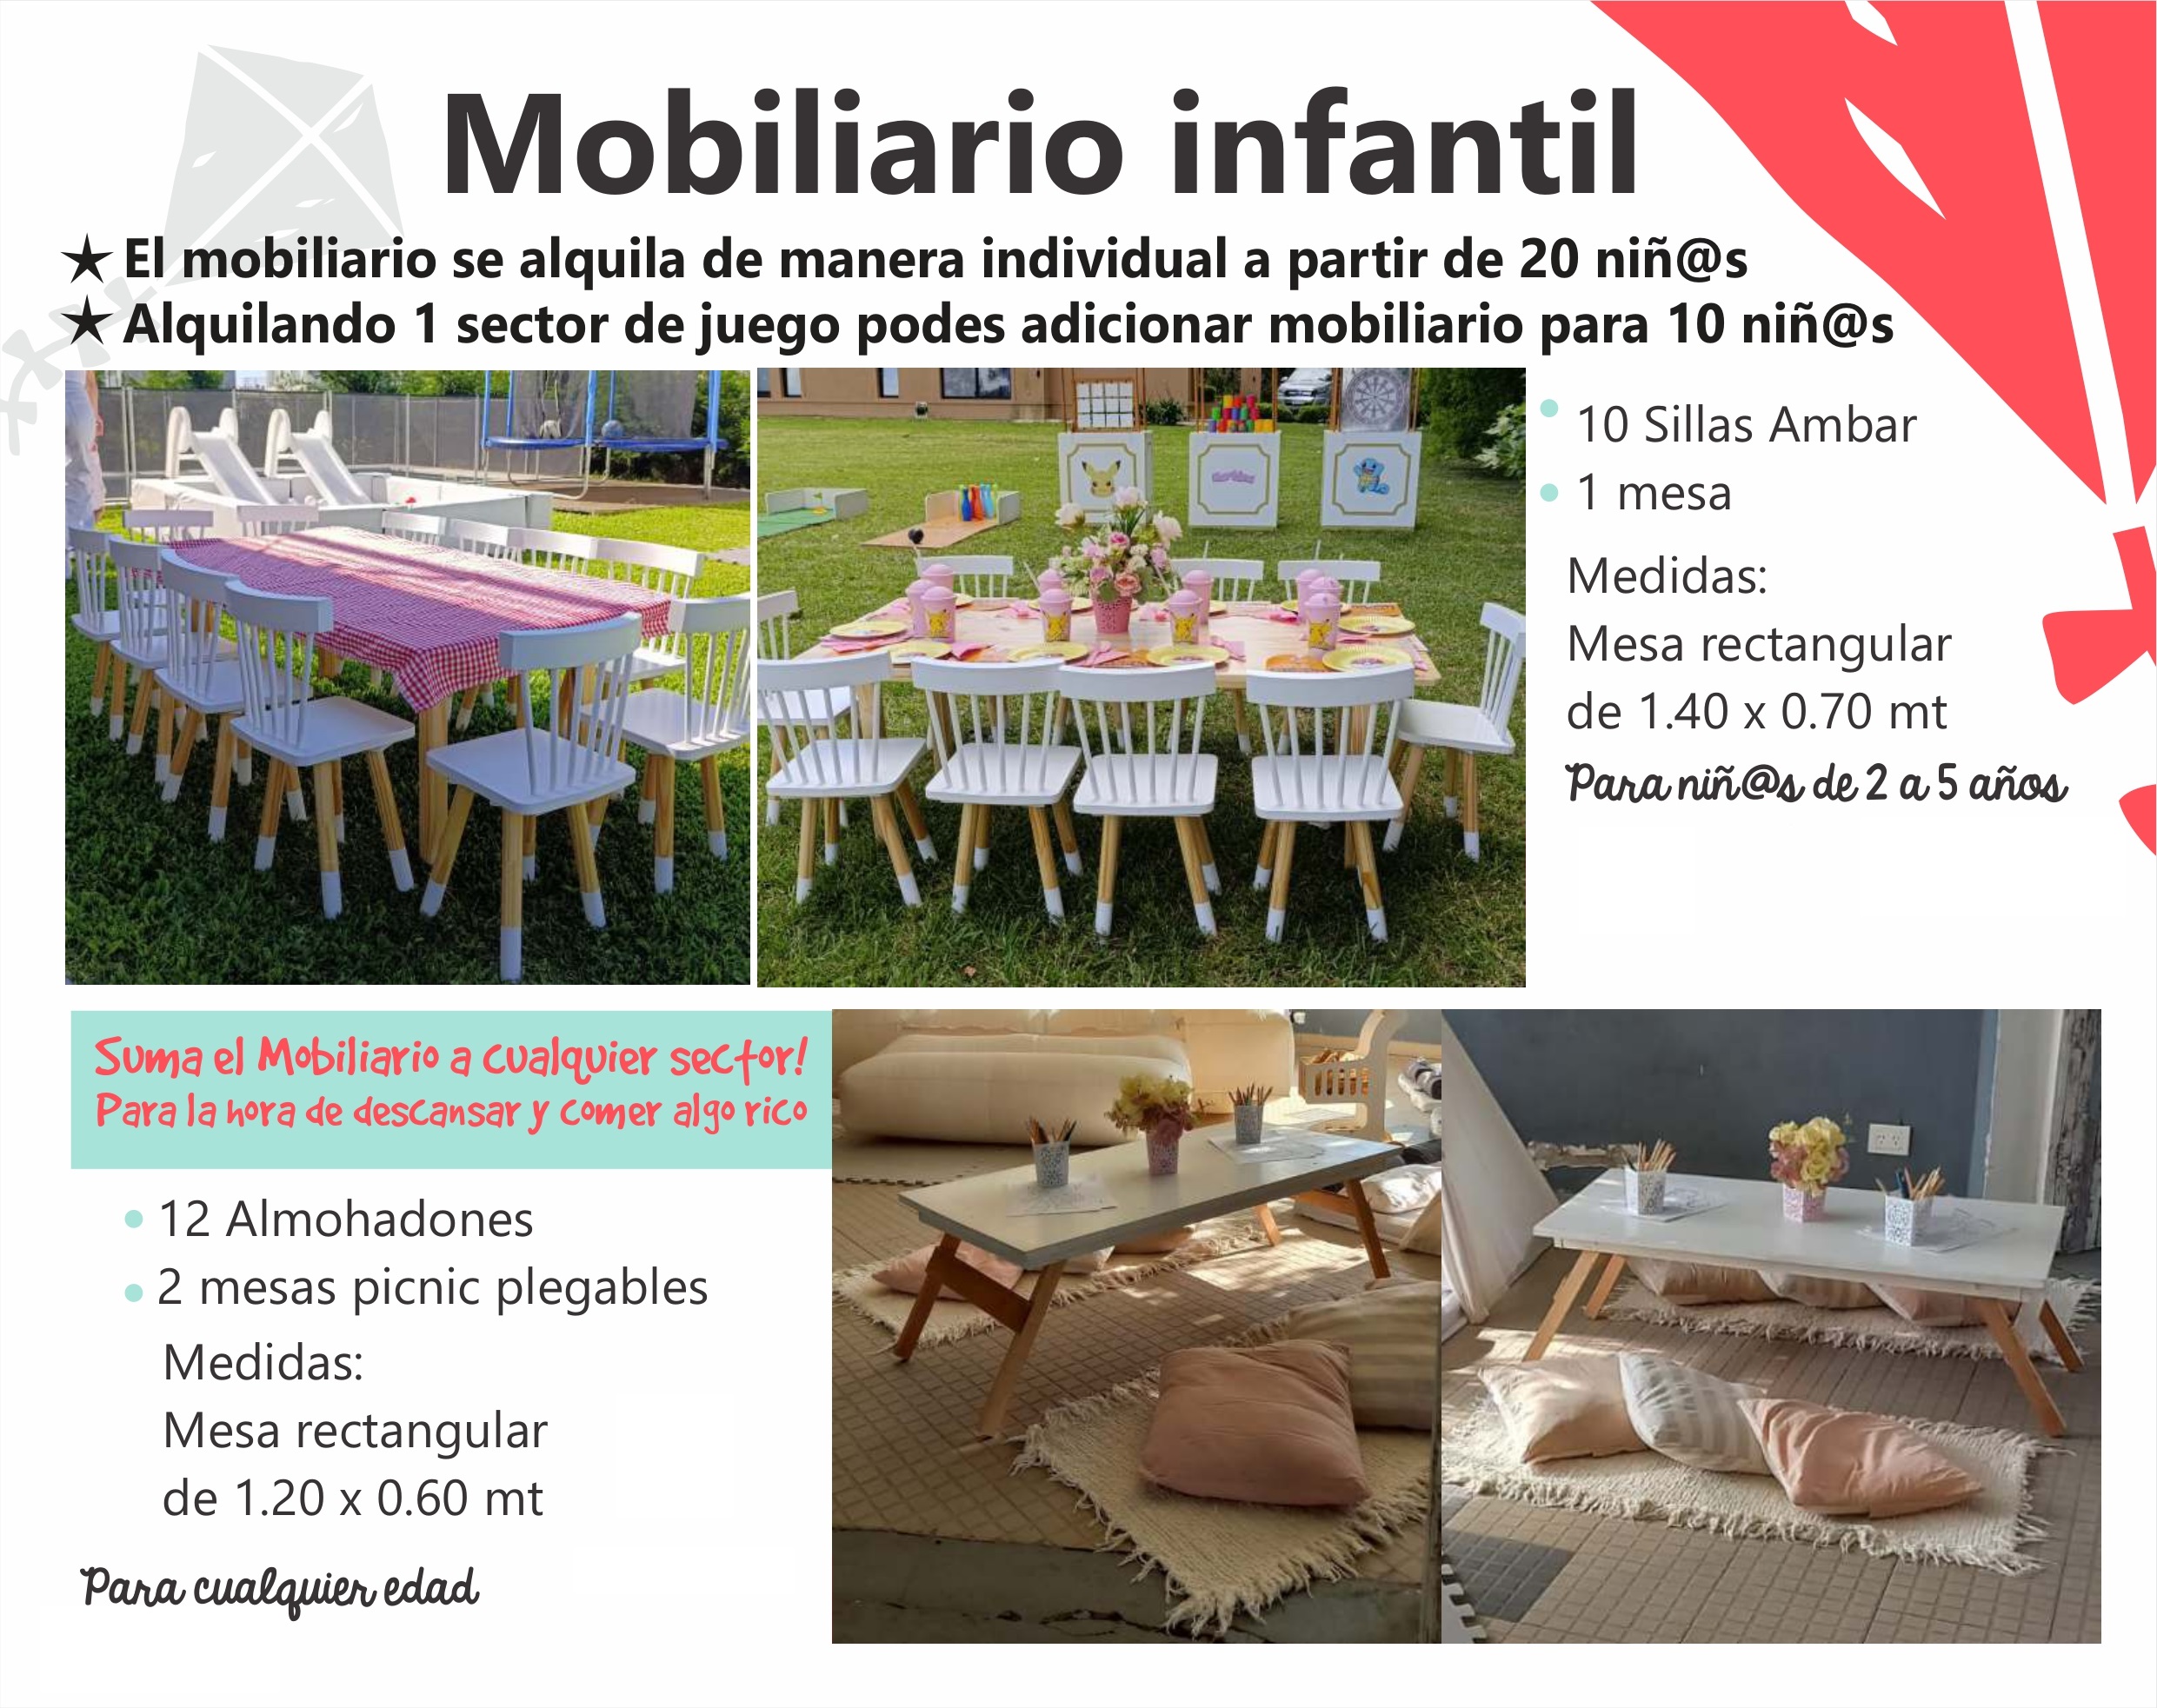 Mobiliario infantil
★ El mobiliario se alquila de manera individual a partir de 20 niñ@s
★ Alquilando 1 sector de juego podes adicionar mobiliario para 10 niñ@s
• 10 Sillas Ambar
• 1 mesa
Medidas:
Mesa rectangular
de 1.40 x 0.70 mt
Para niñ@s de 2 a 5 años
Suma el Mobiliario a cualquier sector!
Para la hora de descansar y comer algo rico
• 12 Almohadones
• 2 mesas picnic plegables
Medidas:
Mesa rectangular
de 1.20 x 0.60 mt
Para cualquier edad